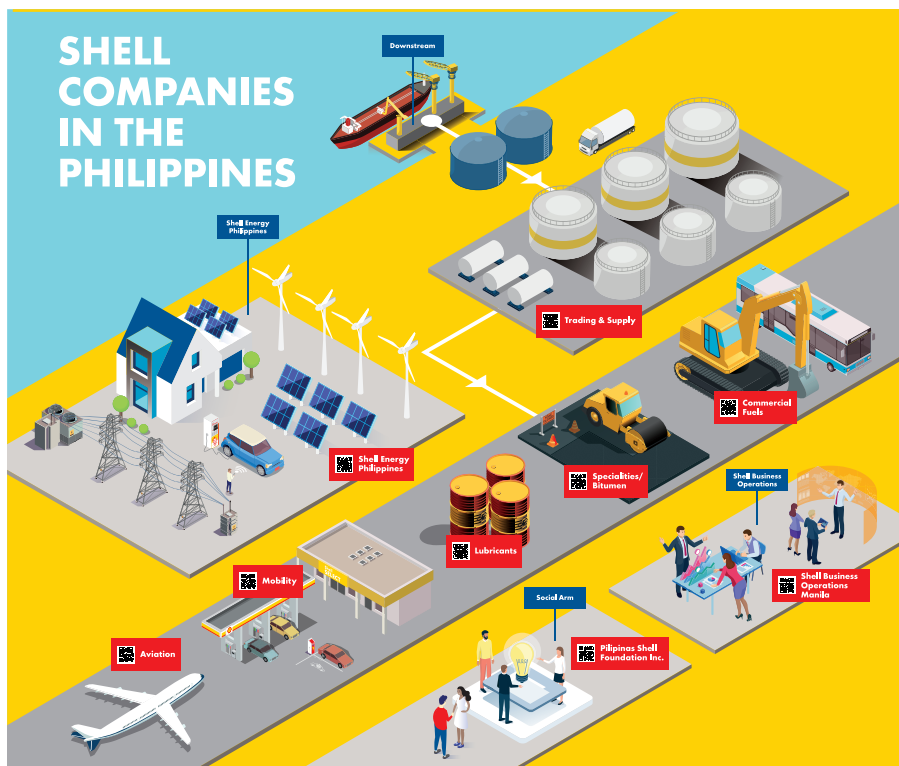 SHELL
COMPANIES
IN THE
PHILIPPINES
Downstream
Shell Energy
Philippines
Trading & Supply
Commercial
Fuels
Shell Energy
Philippines
Specialities/
Bitumen
Shell Business
Operations
Lubricants
Shell Business
Operations
Manila
Mobility
Social Arm
Pilipinas Shell
Foundation Inc.
Aviation